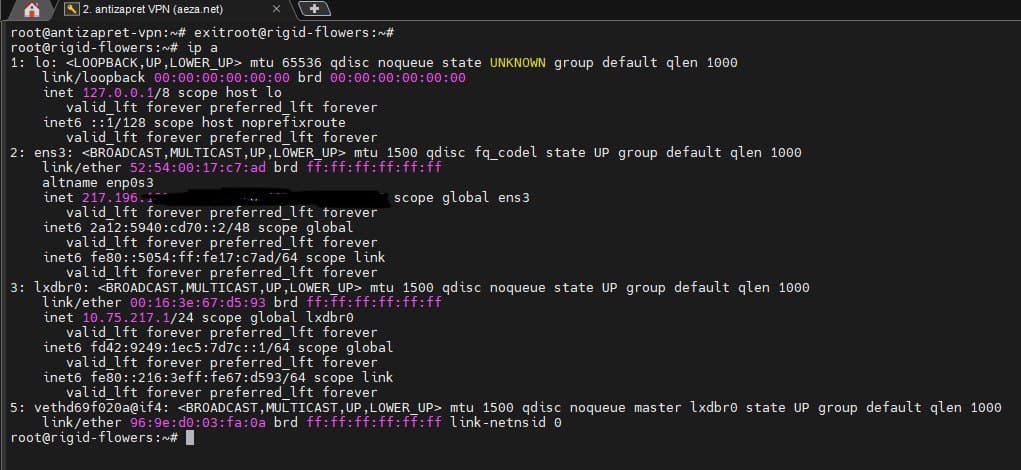 2. antizapret VPN (aeza.net)
root@antizapret-vpn:~# exitroot@rigid-flowers:~#
root@rigid-flowers:~# ip a
1: lo: <LOOPBACK,UP,LOWER_UP> mtu 65536 qdisc noqueue state UNKNOWN group default qlen 1000
link/loopback 00:00:00:00:00:00 brd 00:00:00:00:00:00
inet 127.0.0.1/8 scope host lo
valid_lft forever preferred_lft forever
inet6 ::1/128 scope host noprefixroute
valid_lft forever preferred_lft forever
2: ens3: <BROADCAST,MULTICAST,UP,LOWER_UP> mtu 1500 qdisc fq_codel state UP group default qlen 1000
link/ether 52:54:00:17:c7:ad brd ff:ff:ff:ff:ff:ff
altname enp0s3
inet 217.196. scope global ens3
valid_lft forever preferred_lft forever
inet6 2a12:5940:cd70::2/48 scope global
valid_lft forever preferred_lft forever
inet6 fe80::5054:ff:fe17:c7ad/64 scope link
valid_lft forever preferred_lft forever
3: lxdbr0: <BROADCAST,MULTICAST,UP,LOWER_UP> mtu 1500 qdisc noqueue state UP group default qlen 1000
link/ether 00:16:3e:67:d5:93 brd ff:ff:ff:ff:ff:ff
inet 10.75.217.1/24 scope global lxdbr0
valid_lft forever preferred_lft forever
inet6 fd42:9249:1ec5:7d7c::1/64 scope global
valid_lft forever preferred_lft forever
inet6 fe80::216:3eff:fe67:d593/64 scope link
valid_lft forever preferred_lft forever
5: vethd69f020a@if4: <BROADCAST,MULTICAST,UP,LOWER_UP> mtu 1500 qdisc noqueue master lxdbr0 state UP group default qlen 1000
link/ether 96:9e:d0:03:fa:0a brd ff:ff:ff:ff:ff:ff link-netnsid 0
root@rigid-flowers:~#